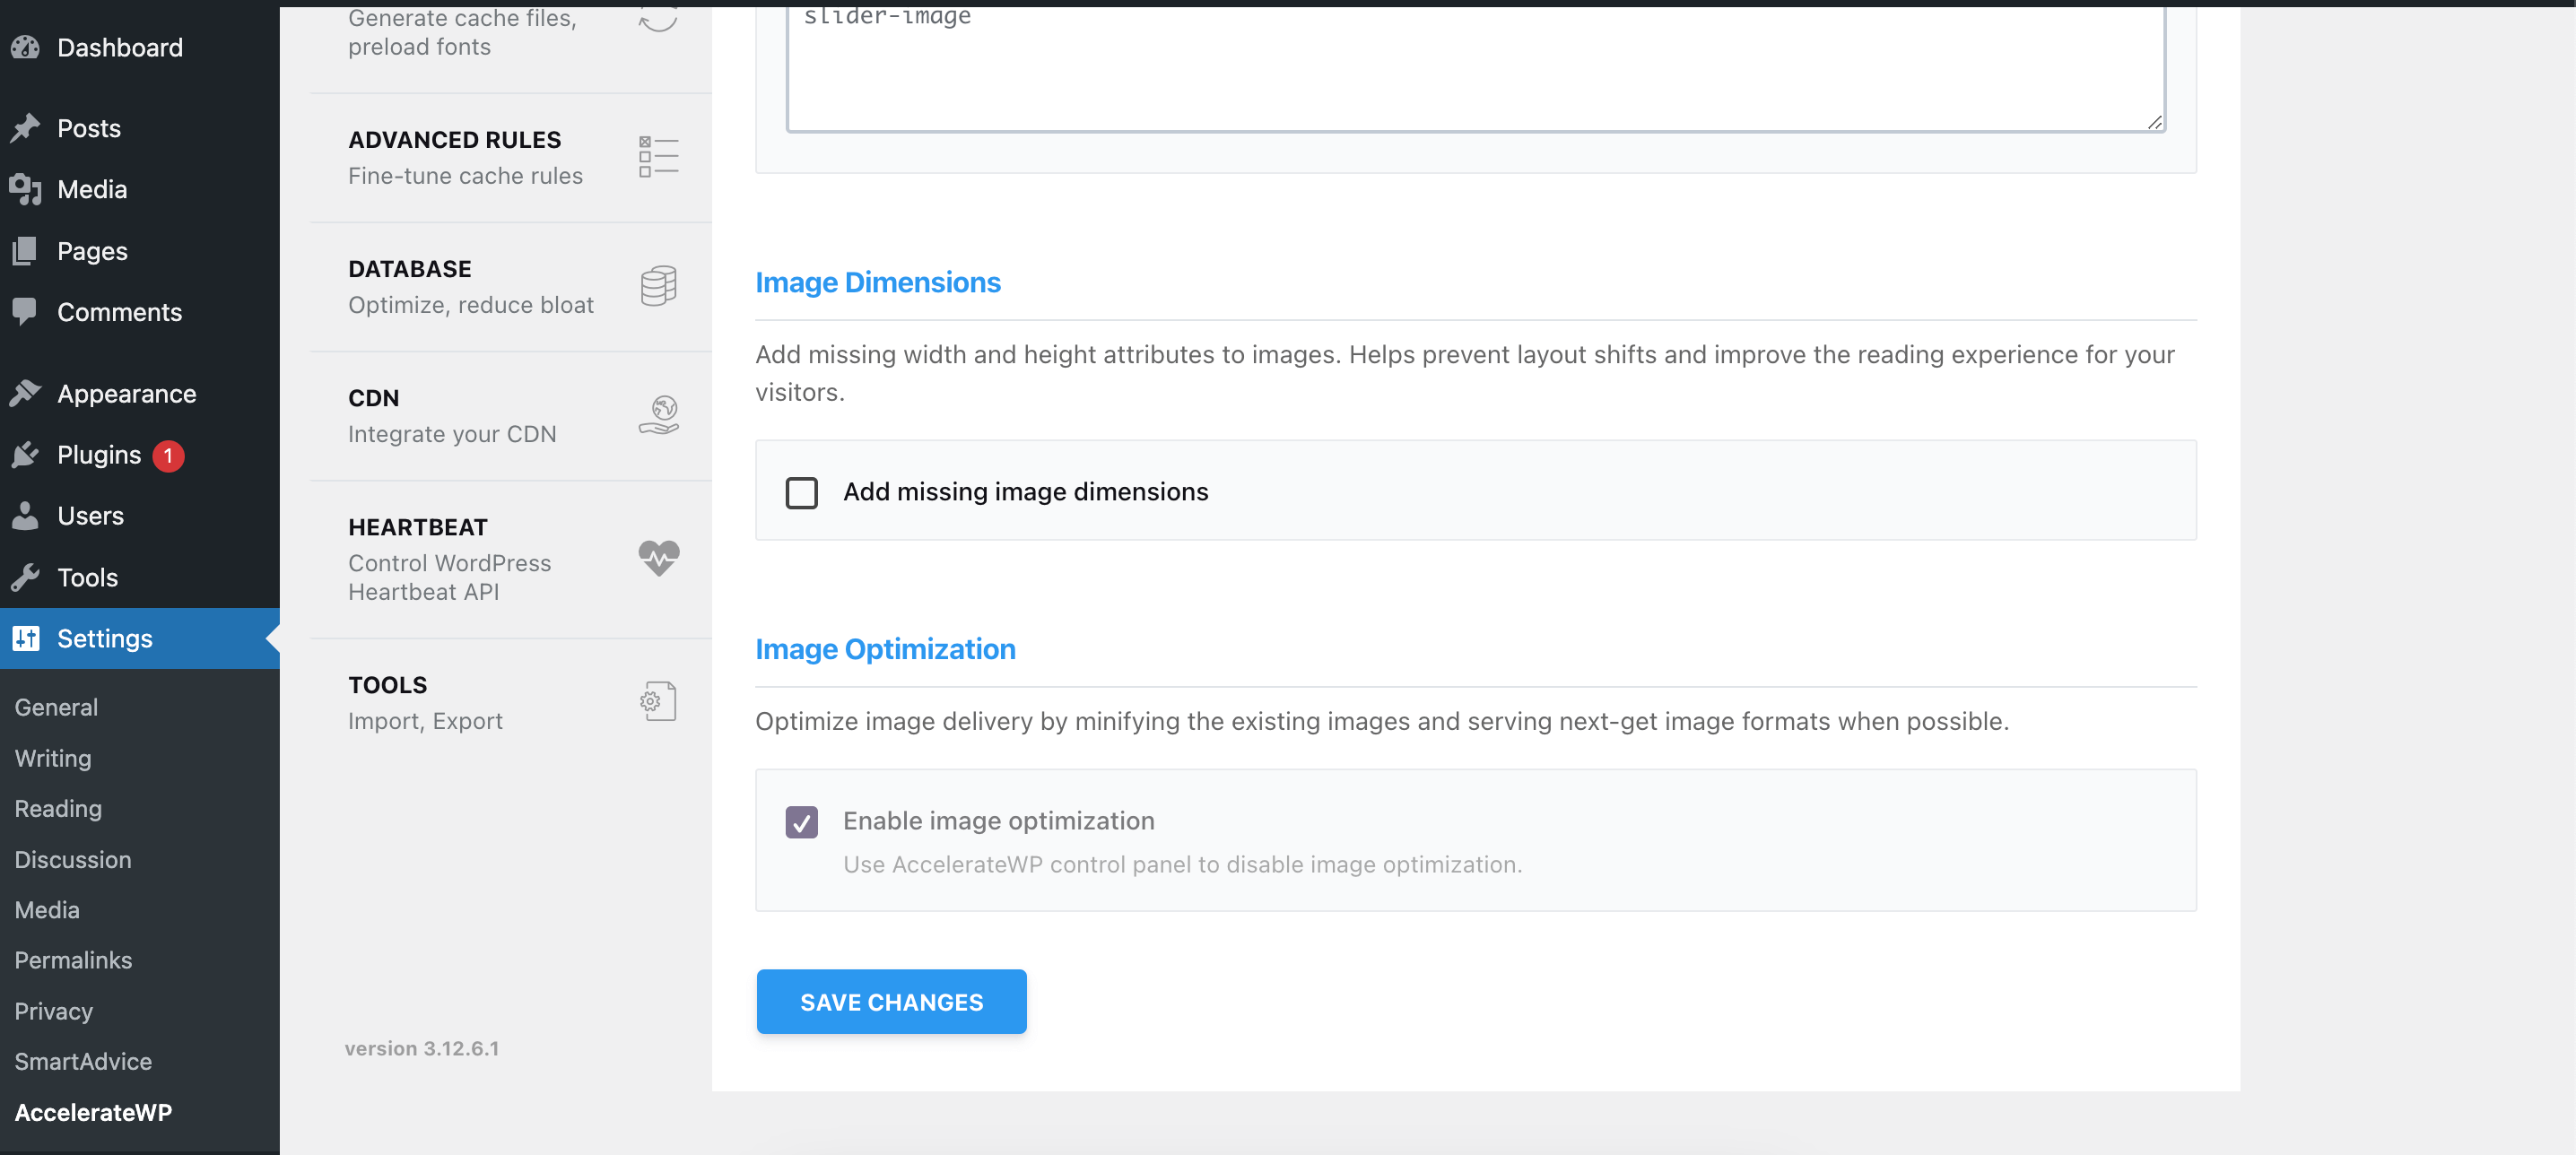 Dashboard
Posts
Media
Pages
Comments
Appearance
Plugins 1
Users
Tools
Settings
General
Writing
Reading
Discussion
Media
Permalinks
Privacy
SmartAdvice
AccelerateWP
Generate cache files,
preload fonts
ADVANCED RULES
Fine-tune cache rules
DATABASE
Optimize, reduce bloat
CDN
Integrate your CDN
HEARTBEAT
Control WordPress
Heartbeat API
TOOLS
Import, Export
version 3.12.6.1
slider-image
Image Dimensions
Add missing width and height attributes to images. Helps prevent layout shifts and improve the reading experience for your
visitors.
Add missing image dimensions
Image Optimization
Optimize image delivery by minifying the existing images and serving next-get image formats when possible.
Enable image optimization
Use AccelerateWP control panel to disable image optimization.
SAVE CHANGES